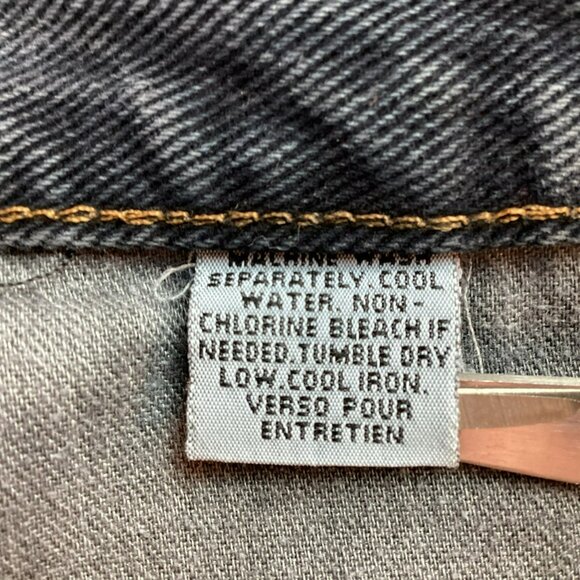 MACHINE WASH
SEPARATELY. COOL
WATER. NON-
CHLORINE BLEACH IF
NEEDED. TUMBLE DRY
LOW. COOL IRON.
VERSO POUR
ENTRETIEN